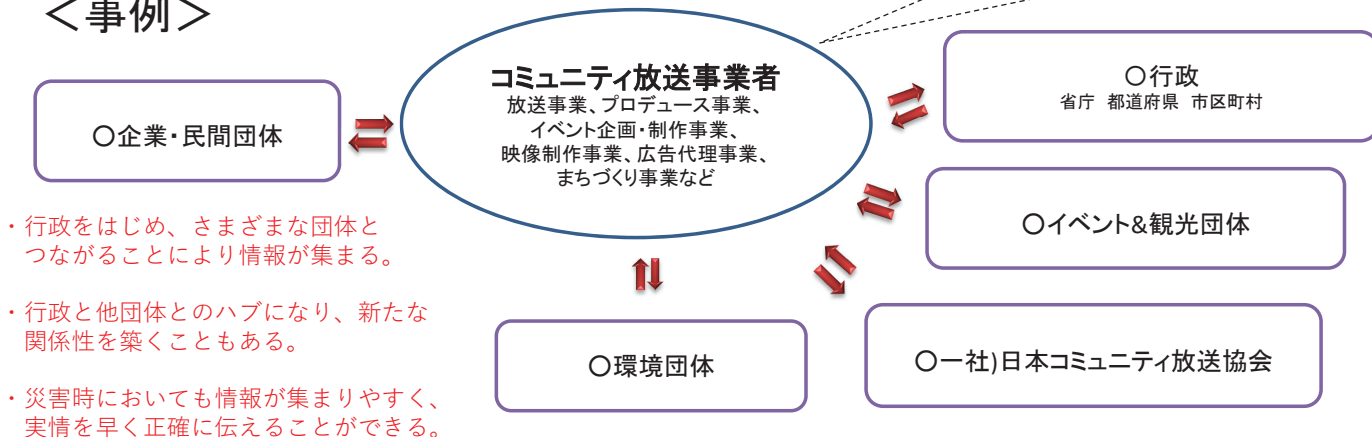 ＜事例＞
コミュニティ放送事業者
放送事業、プロデュース事業、
イベント企画・制作事業、
映像制作事業、広告代理事業、
まちづくり事業など
〇企業・民間団体
〇行政
省庁 都道府県 市区町村
〇イベント&観光団体
〇一社)日本コミュニティ放送協会
〇環境団体
・行政をはじめ、さまざまな団体と
つながることにより情報が集まる。
・行政と他団体とのハブになり、新たな
関係性を築くこともある。
・災害時においても情報が集まりやすく、
実情を早く正確に伝えることができる。